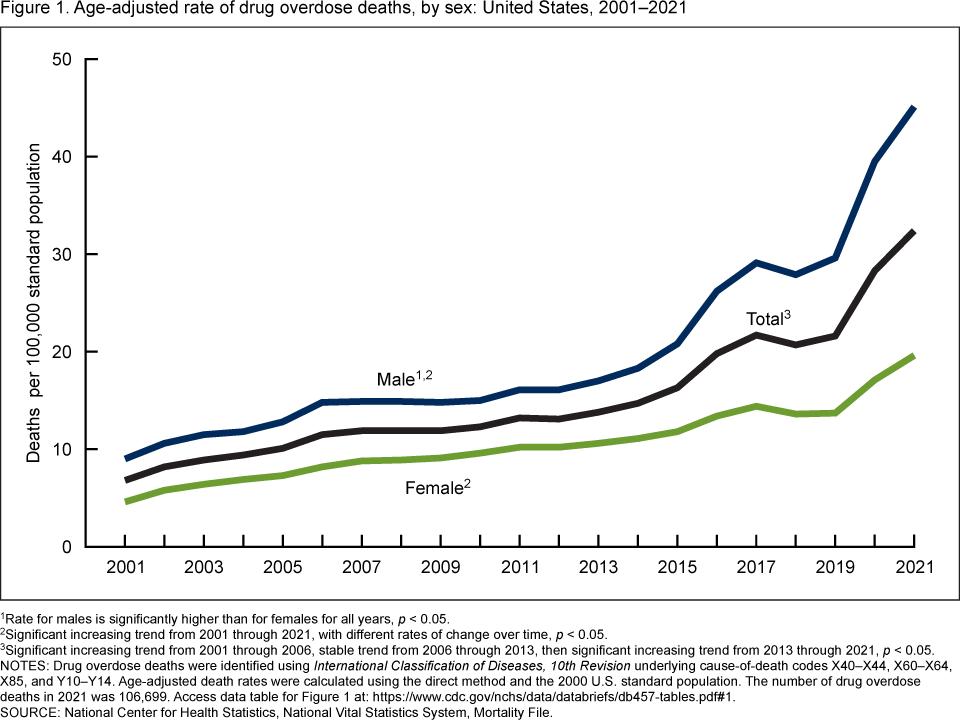 Figure 1. Age-adjusted rate of drug overdose deaths, by sex: United States, 2001–2021
50
40
30
20
10
0
Deaths per 100,000 standard population
Male1,2
Total3
Female2
2001 2003 2005 2007 2009 2011 2013 2015 2017 2019 2021
1Rate for males is significantly higher than for females for all years, p < 0.05.
2Significant increasing trend from 2001 through 2021, with different rates of change over time, p < 0.05.
3Significant increasing trend from 2001 through 2006, stable trend from 2006 through 2013, then significant increasing trend from 2013 through 2021, p < 0.05.
NOTES: Drug overdose deaths were identified using International Classification of Diseases, 10th Revision underlying cause-of-death codes X40–X44, X60–X64,
X85, and Y10–Y14. Age-adjusted death rates were calculated using the direct method and the 2000 U.S. standard population. The number of drug overdose
deaths in 2021 was 106,699. Access data table for Figure 1 at: https://www.cdc.gov/nchs/data/databriefs/db457-tables.pdf#1.
SOURCE: National Center for Health Statistics, National Vital Statistics System, Mortality File.